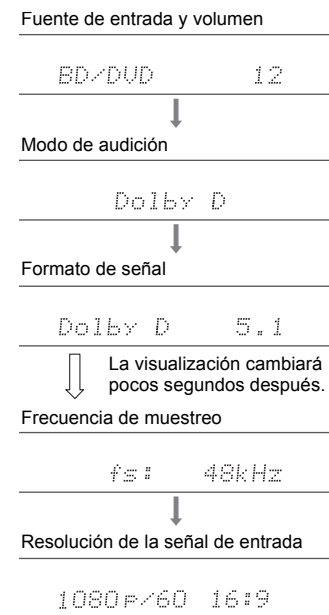 Fuente de entrada y volumen
BD/DVD 12
Modo de audición
Dolby D
Formato de señal
Dolby D 5.1
La visualización cambiará
pocos segundos después.
Frecuencia de muestreo
fs: 48kHz
Resolución de la señal de entrada
1080p/60 16:9